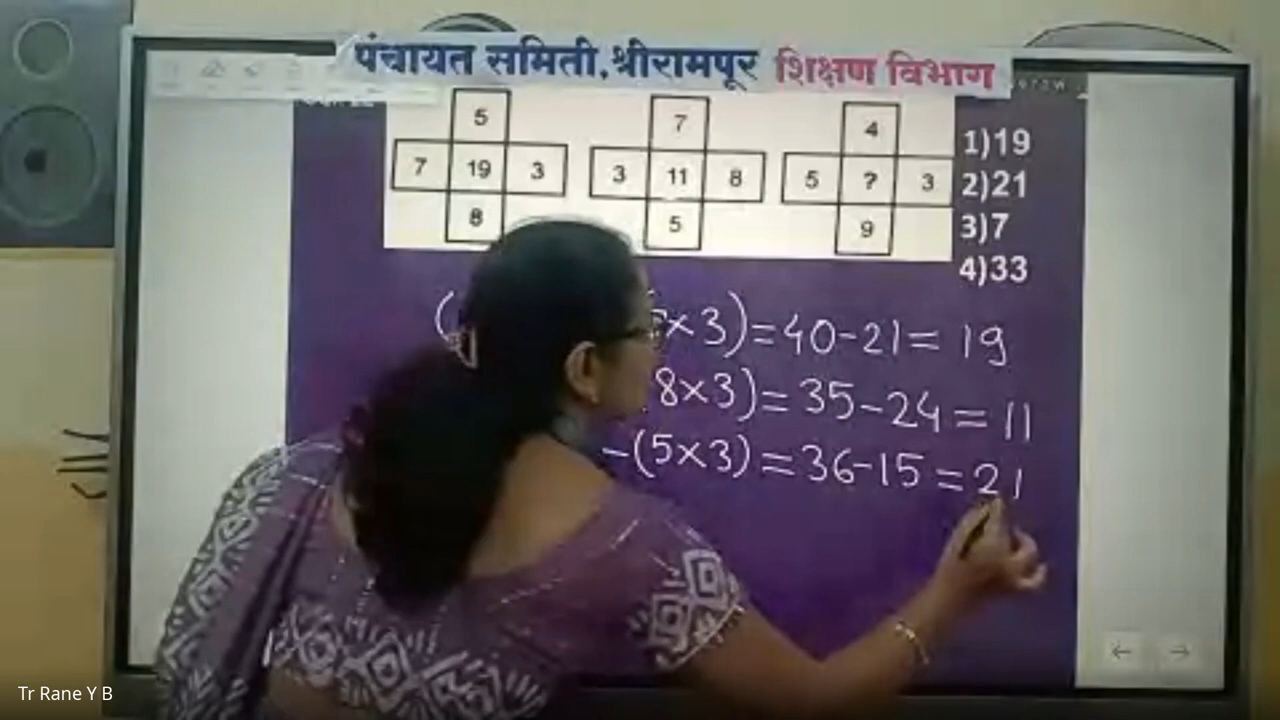 पंचायत समिती,श्रीरामपूर शिक्षण विभाग
5
7 19 3
8
7
3 11 8
5
4
5 ? 3
9
1)19
2)21
3)7
4)33
( ×3)=40-21=19
8×3)=35-24=11
-(5×3)=36-15=21
Tr Rane Y B